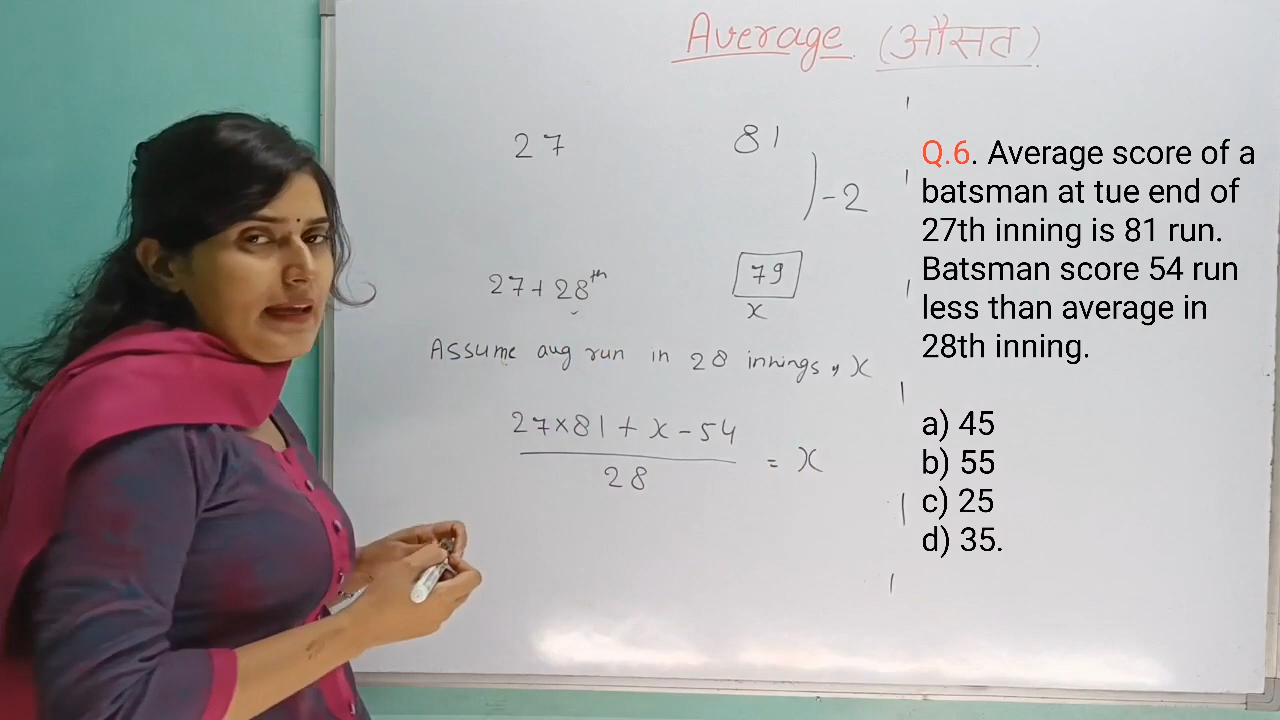 Average (औसत)
27 81
) - 2
27 + 28th 79
x
Assume avg run in 28 innings, x
27×81 + x - 54
28
= x
Q.6. Average score of a
batsman at tue end of
27th inning is 81 run.
Batsman score 54 run
less than average in
28th inning.
a) 45
b) 55
c) 25
d) 35.